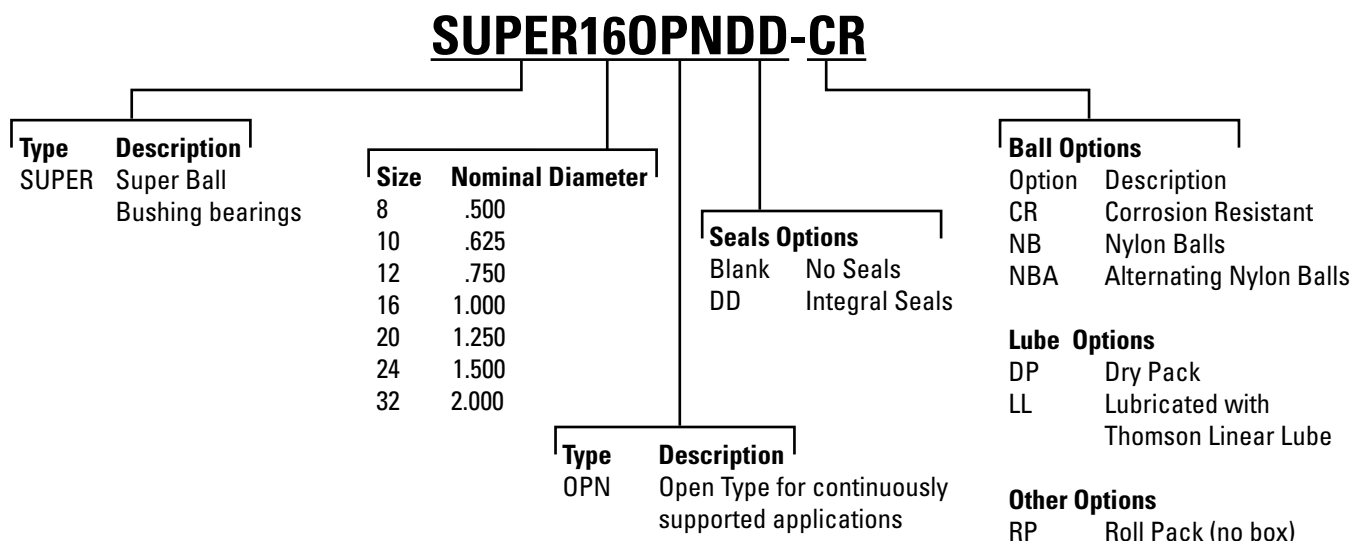 SUPER16OPNDD-CR
Type Description
SUPER Super Ball
Bushing bearings
Size Nominal Diameter
8 .500
10 .625
12 .750
16 1.000
20 1.250
24 1.500
32 2.000
Type Description
OPN Open Type for continuously
supported applications
Seals Options
Blank No Seals
DD Integral Seals
Ball Options
Option Description
CR Corrosion Resistant
NB Nylon Balls
NBA Alternating Nylon Balls
Lube Options
DP Dry Pack
LL Lubricated with
Thomson Linear Lube
Other Options
RP Roll Pack (no box)